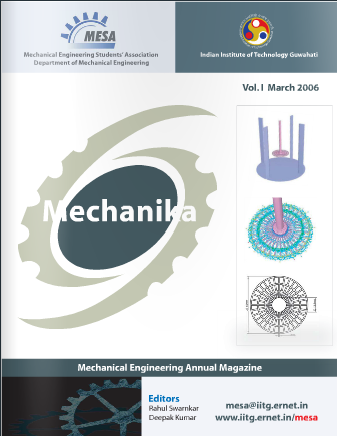 MESA
Mechanical Engineering Students' Association
Department of Mechanical Engineering
Indian Institute of Technology Guwahati
Vol.I March 2006
Mechanika
Mechanical Engineering Annual Magazine
Editors
Rahul Swarnkar
Deepak Kumar
mesa@iitg.ernet.in
www.iitg.ernet.in/mesa